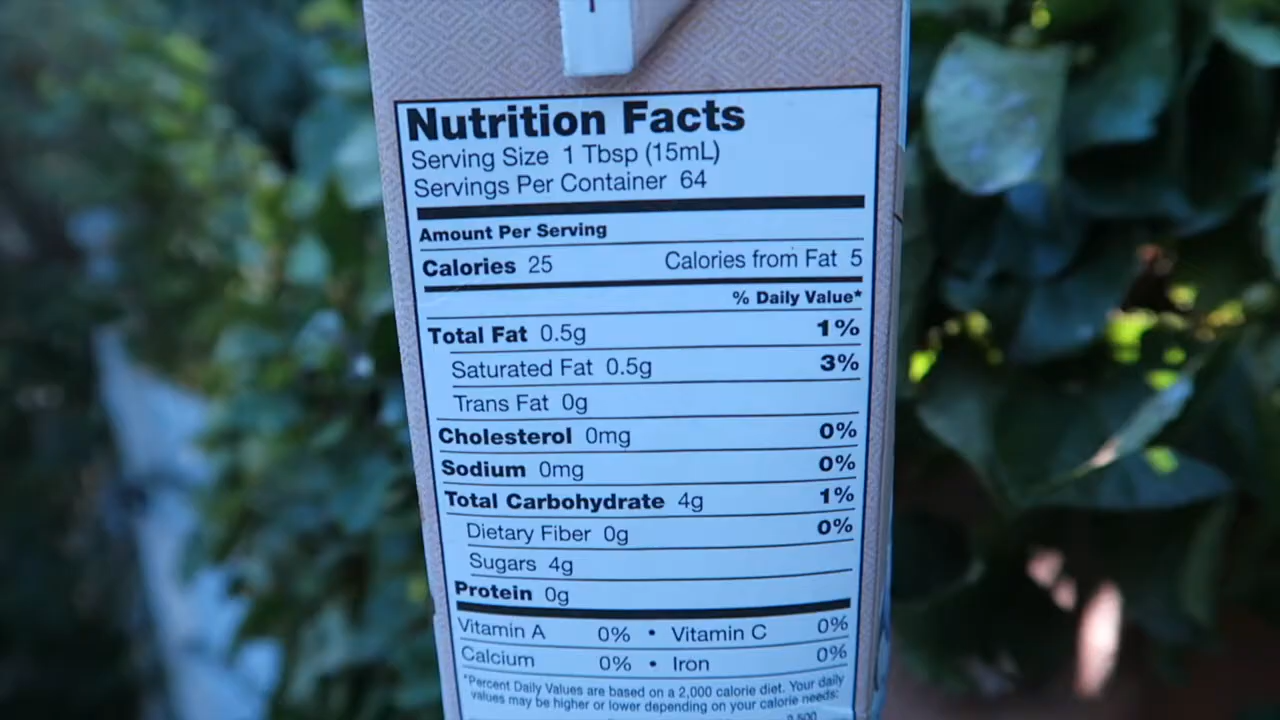 Nutrition Facts
Serving Size 1 Tbsp (15mL)
Servings Per Container 64
Amount Per Serving
Calories 25 Calories from Fat 5
% Daily Value*
Total Fat 0.5g 1%
Saturated Fat 0.5g 3%
Trans Fat 0g
Cholesterol 0mg 0%
Sodium 0mg 0%
Total Carbohydrate 4g 1%
Dietary Fiber 0g 0%
Sugars 4g
Protein 0g
Vitamin A 0% • Vitamin C 0%
Calcium 0% • Iron 0%
*Percent Daily Values are based on a 2,000 calorie diet. Your daily
values may be higher or lower depending on your calorie needs:
2,500